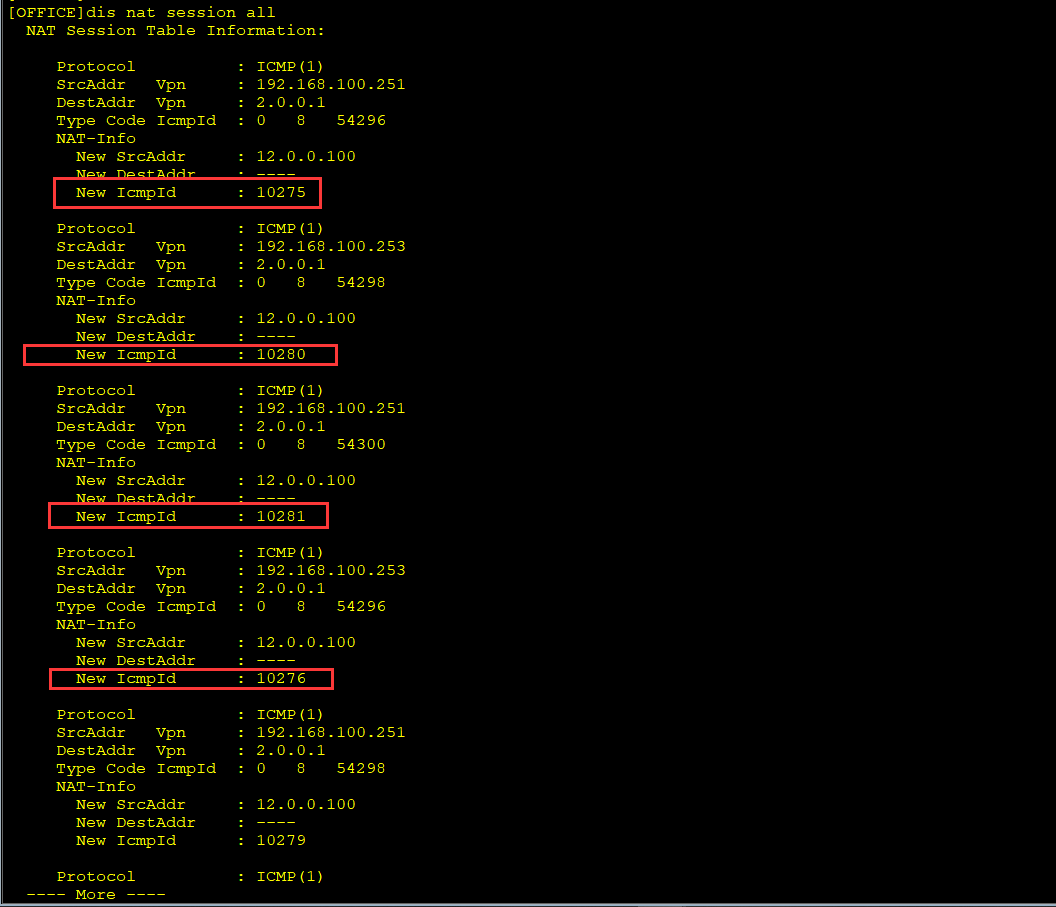 [OFFICE]dis nat session all
NAT Session Table Information:
Protocol : ICMP(1)
SrcAddr Vpn : 192.168.100.251
DestAddr Vpn : 2.0.0.1
Type Code IcmpId : 0 8 54296
NAT-Info
New SrcAddr : 12.0.0.100
New DestAddr : ----
New IcmpId : 10275
Protocol : ICMP(1)
SrcAddr Vpn : 192.168.100.253
DestAddr Vpn : 2.0.0.1
Type Code IcmpId : 0 8 54298
NAT-Info
New SrcAddr : 12.0.0.100
New DestAddr : ----
New IcmpId : 10280
Protocol : ICMP(1)
SrcAddr Vpn : 192.168.100.251
DestAddr Vpn : 2.0.0.1
Type Code IcmpId : 0 8 54300
NAT-Info
New SrcAddr : 12.0.0.100
New DestAddr : ----
New IcmpId : 10281
Protocol : ICMP(1)
SrcAddr Vpn : 192.168.100.253
DestAddr Vpn : 2.0.0.1
Type Code IcmpId : 0 8 54296
NAT-Info
New SrcAddr : 12.0.0.100
New DestAddr : ----
New IcmpId : 10276
Protocol : ICMP(1)
SrcAddr Vpn : 192.168.100.251
DestAddr Vpn : 2.0.0.1
Type Code IcmpId : 0 8 54298
NAT-Info
New SrcAddr : 12.0.0.100
New DestAddr : ----
New IcmpId : 10279
Protocol : ICMP(1)
---- More ----